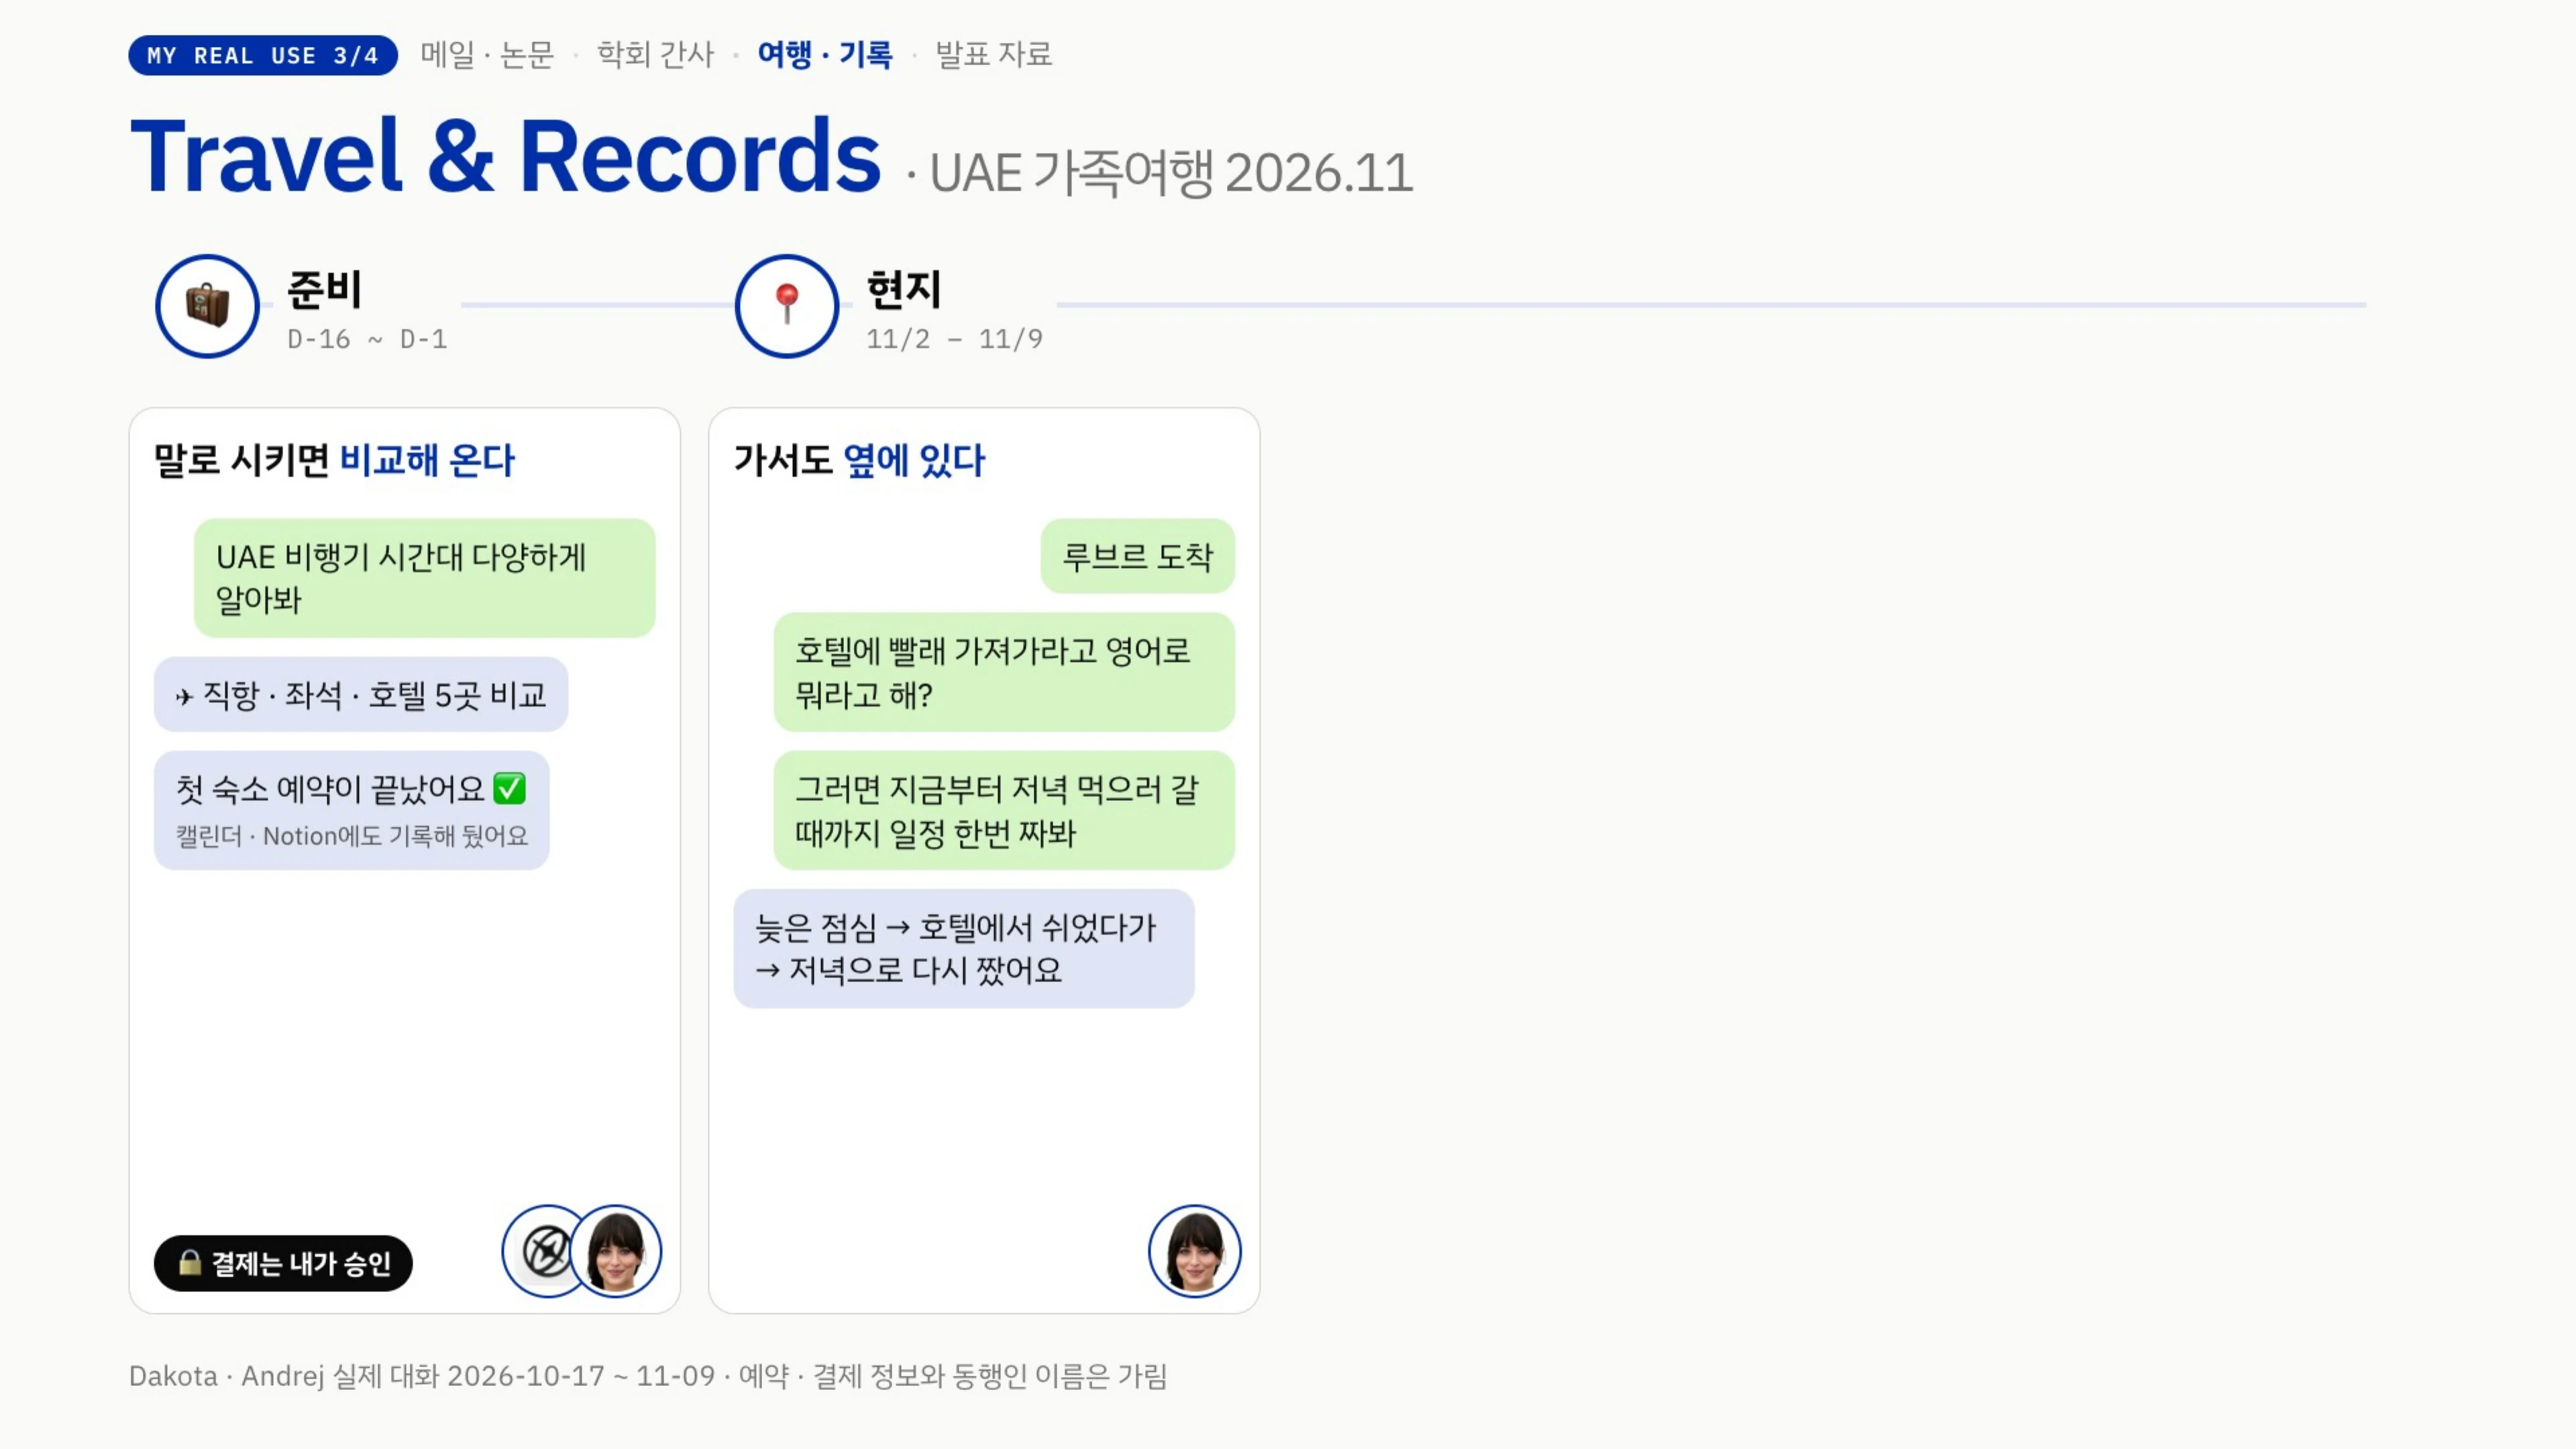 MY REAL USE 3/4 메일 · 논문 · 학회 간사 · 여행 · 기록 · 발표 자료
Travel & Records · UAE 가족여행 2026.11
준비
D-16 ~ D-1
현지
11/2 – 11/9
말로 시키면 비교해 온다
UAE 비행기 시간대 다양하게
알아봐
✈ 직항 · 좌석 · 호텔 5곳 비교
첫 숙소 예약이 끝났어요 ✅
캘린더 · Notion에도 기록해 뒀어요
🔒 결제는 내가 승인
가서도 옆에 있다
루브르 도착
호텔에 빨래 가져가라고 영어로
뭐라고 해?
그러면 지금부터 저녁 먹으러 갈
때까지 일정 한번 짜봐
늦은 점심 → 호텔에서 쉬었다가
→ 저녁으로 다시 짰어요
Dakota · Andrej 실제 대화 2026-10-17 ~ 11-09 · 예약 · 결제 정보와 동행인 이름은 가림